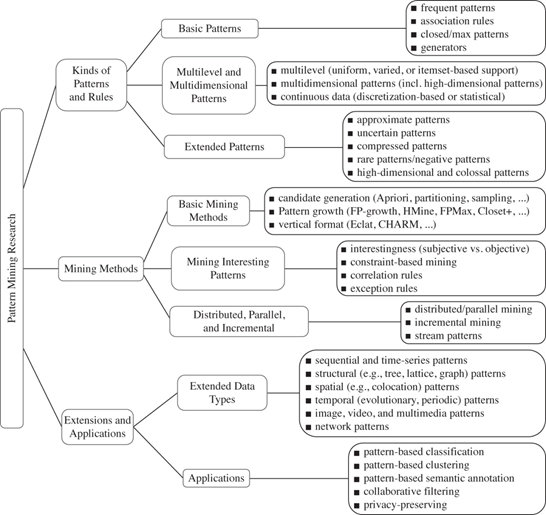 Pattern Mining Research
Kinds of
Patterns
and Rules
Basic Patterns
■ frequent patterns
■ association rules
■ closed/max patterns
■ generators
Multilevel and
Multidimensional
Patterns
■ multilevel (uniform, varied, or itemset-based support)
■ multidimensional patterns (incl. high-dimensional patterns)
■ continuous data (discretization-based or statistical)
Extended Patterns
■ approximate patterns
■ uncertain patterns
■ compressed patterns
■ rare patterns/negative patterns
■ high-dimensional and colossal patterns
Mining Methods
Basic Mining
Methods
■ candidate generation (Apriori, partitioning, sampling, ...)
■ Pattern growth (FP-growth, HMine, FPMax, Closet+, ...)
■ vertical format (Eclat, CHARM, ...)
Mining Interesting
Patterns
■ interestingness (subjective vs. objective)
■ constraint-based mining
■ correlation rules
■ exception rules
Distributed, Parallel,
and Incremental
■ distributed/parallel mining
■ incremental mining
■ stream patterns
Extensions and
Applications
Extended Data
Types
■ sequential and time-series patterns
■ structural (e.g., tree, lattice, graph) patterns
■ spatial (e.g., colocation) patterns
■ temporal (evolutionary, periodic) patterns
■ image, video, and multimedia patterns
■ network patterns
Applications
■ pattern-based classification
■ pattern-based clustering
■ pattern-based semantic annotation
■ collaborative filtering
■ privacy-preserving